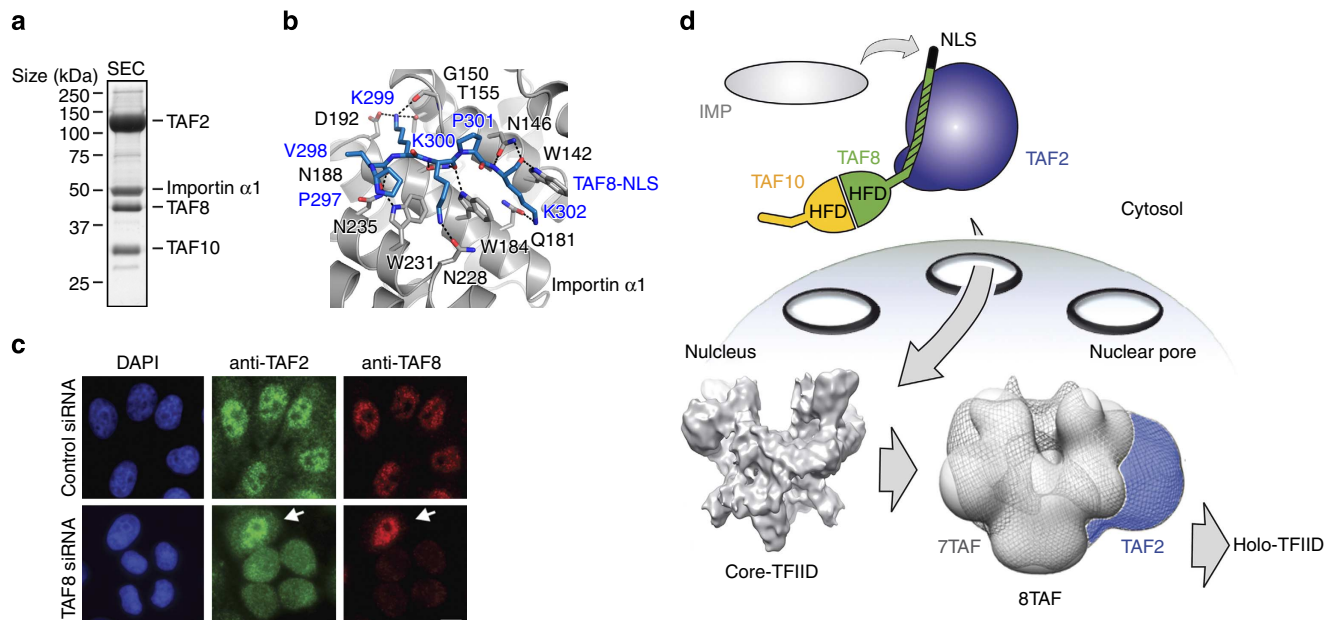 a
SEC
Size (kDa)
250
150
100
75
50
37
25
TAF2
Importin α1
TAF8
TAF10
b
G150
T155
K299
D192
P301
N146
K300
W142
V298
N188
TAF8-NLS
P297
K302
N235
Q181
W184
W231
N228
Importin α1
c
DAPI
anti-TAF2
anti-TAF8
Control siRNA
TAF8 siRNA
d
NLS
IMP
TAF8
TAF2
TAF10
HFD
HFD
Cytosol
Nulcleus
Nuclear pore
7TAF
TAF2
Holo-TFIID
Core-TFIID
8TAF